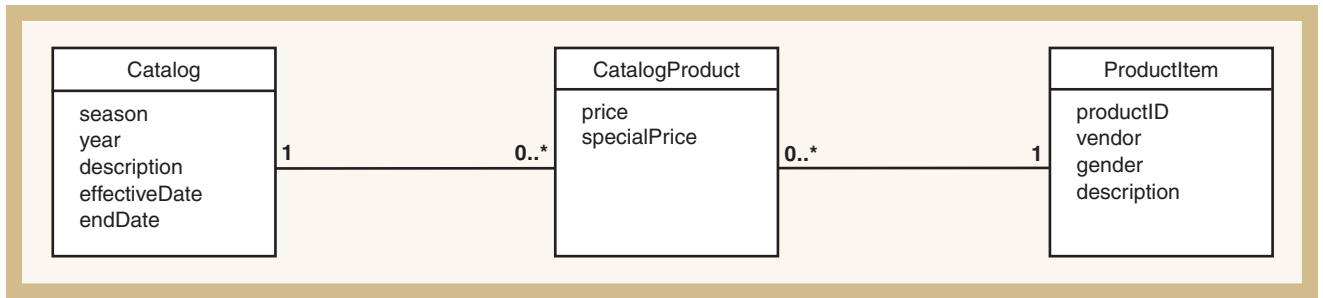 Catalog
season
year
description
effectiveDate
endDate
1
0..*
CatalogProduct
price
specialPrice
0..*
1
ProductItem
productID
vendor
gender
description